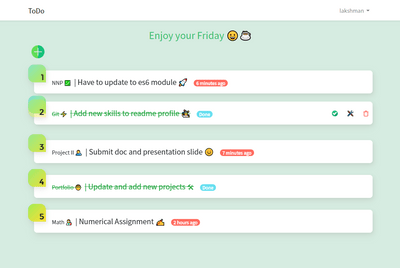 ToDo
lakshman
Enjoy your Friday
1
NNP | Have to update to es6 module 6 minutes ago
2
Git | Add new skills to readme profile Done
3
Project II | Submit doc and presentation slide 7 minutes ago
4
Portfolio | Update and add new projects Done
5
Math | Numerical Assignment 2 hours ago